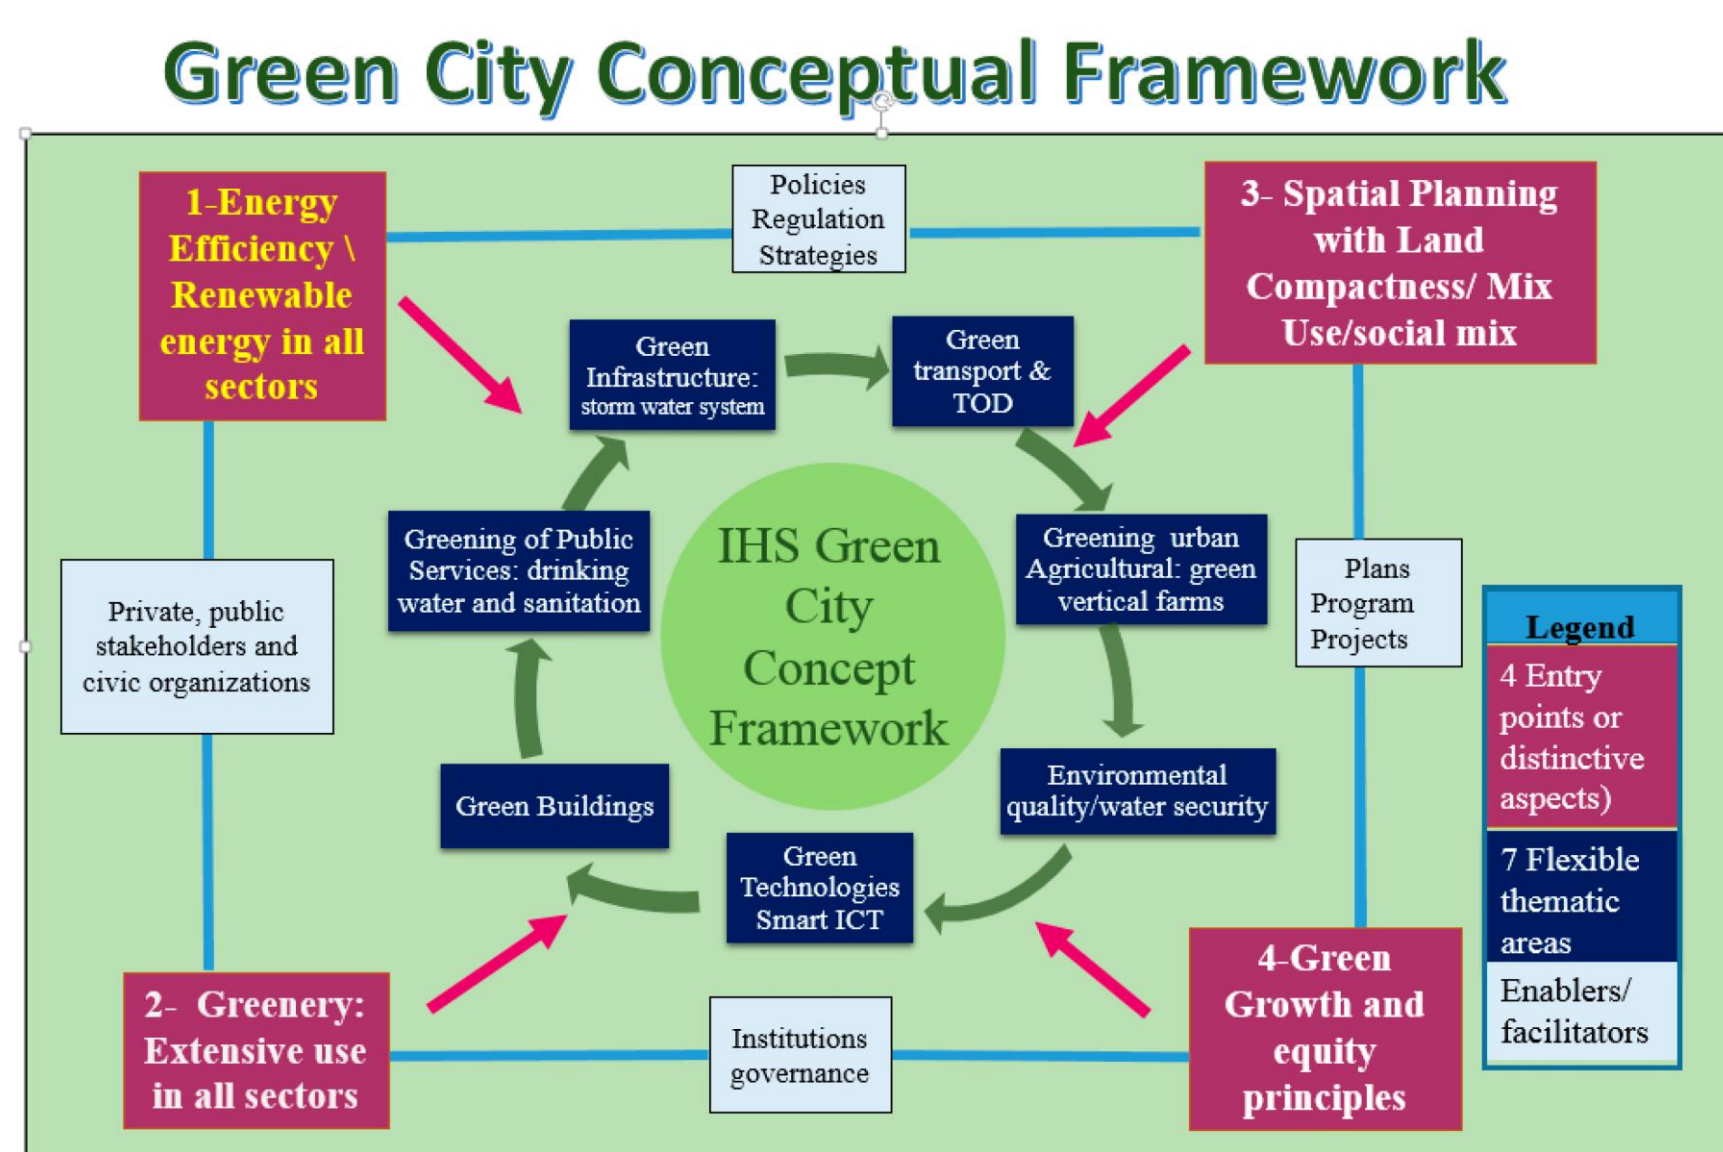 Green City Conceptual Framework
1-Energy
Efficiency \
Renewable
energy in all
sectors
Policies
Regulation
Strategies
3- Spatial Planning
with Land
Compactness/ Mix
Use/social mix
Green
Infrastructure:
storm water system
Green
transport &
TOD
Greening of Public
Services: drinking
water and sanitation
IHS Green
City
Concept
Framework
Greening urban
Agricultural: green
vertical farms
Private, public
stakeholders and
civic organizations
Plans
Program
Projects
Green Buildings
Environmental
quality/water security
Green
Technologies
Smart ICT
2- Greenery:
Extensive use
in all sectors
Institutions
governance
4-Green
Growth and
equity
principles
Legend
4 Entry
points or
distinctive
aspects)
7 Flexible
thematic
areas
Enablers/
facilitators